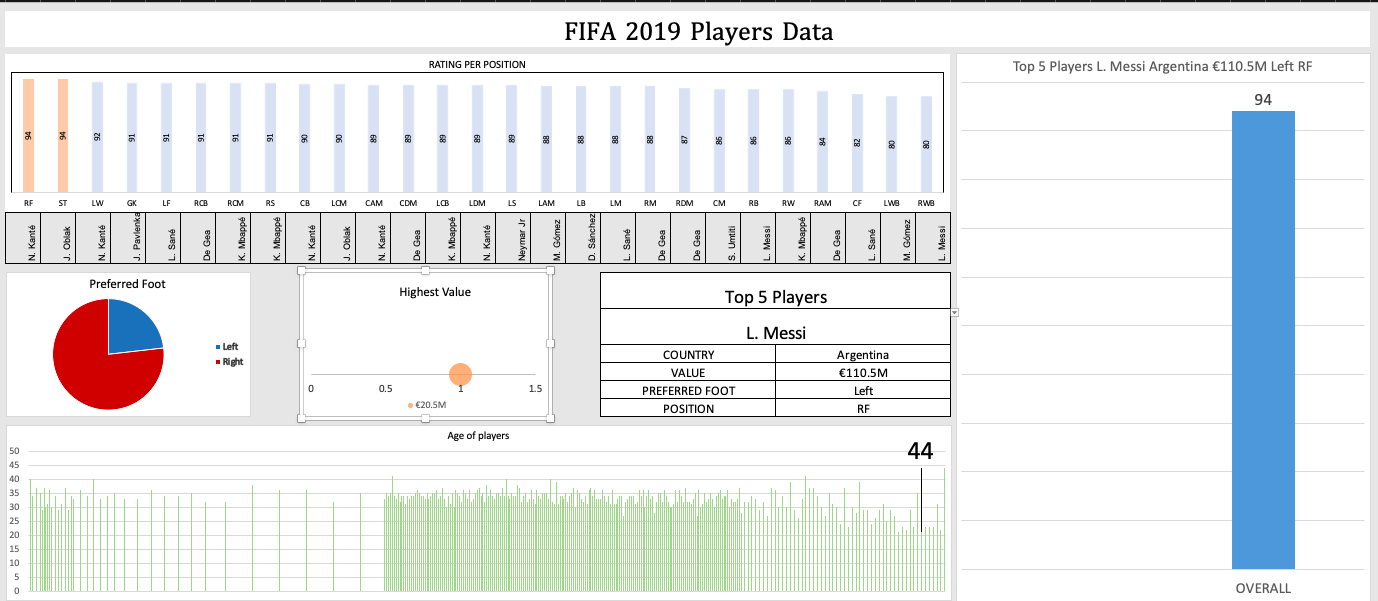 FIFA 2019 Players Data
RATING PER POSITION
94 94 92 91 91 91 91 91 90 90 89 89 89 89 89 88 88 88 88 87 86 86 86 84 82 80 80
RF ST LW GK LF RCB RCM RS CB LCM CAM CDM LCB LDM LS LAM LB LM RM RDM CM RB RW RAM CF LWB RWB
N. Kanté J. Oblak N. Kanté J. Pavlenka L. Sané De Gea K. Mbappé K. Mbappé N. Kanté J. Oblak N. Kanté De Gea K. Mbappé N. Kanté Neymar Jr M. Gómez D. Sánchez L. Sané De Gea De Gea S. Umtiti L. Messi K. Mbappé De Gea L. Sané M. Gómez L. Messi
Preferred Foot
Left
Right
Highest Value
0 0.5 1 1.5
€20.5M
Top 5 Players
L. Messi
COUNTRY Argentina
VALUE €110.5M
PREFERRED FOOT Left
POSITION RF
Age of players
44
50
45
40
35
30
25
20
15
10
5
0
Top 5 Players L. Messi Argentina €110.5M Left RF
94
OVERALL